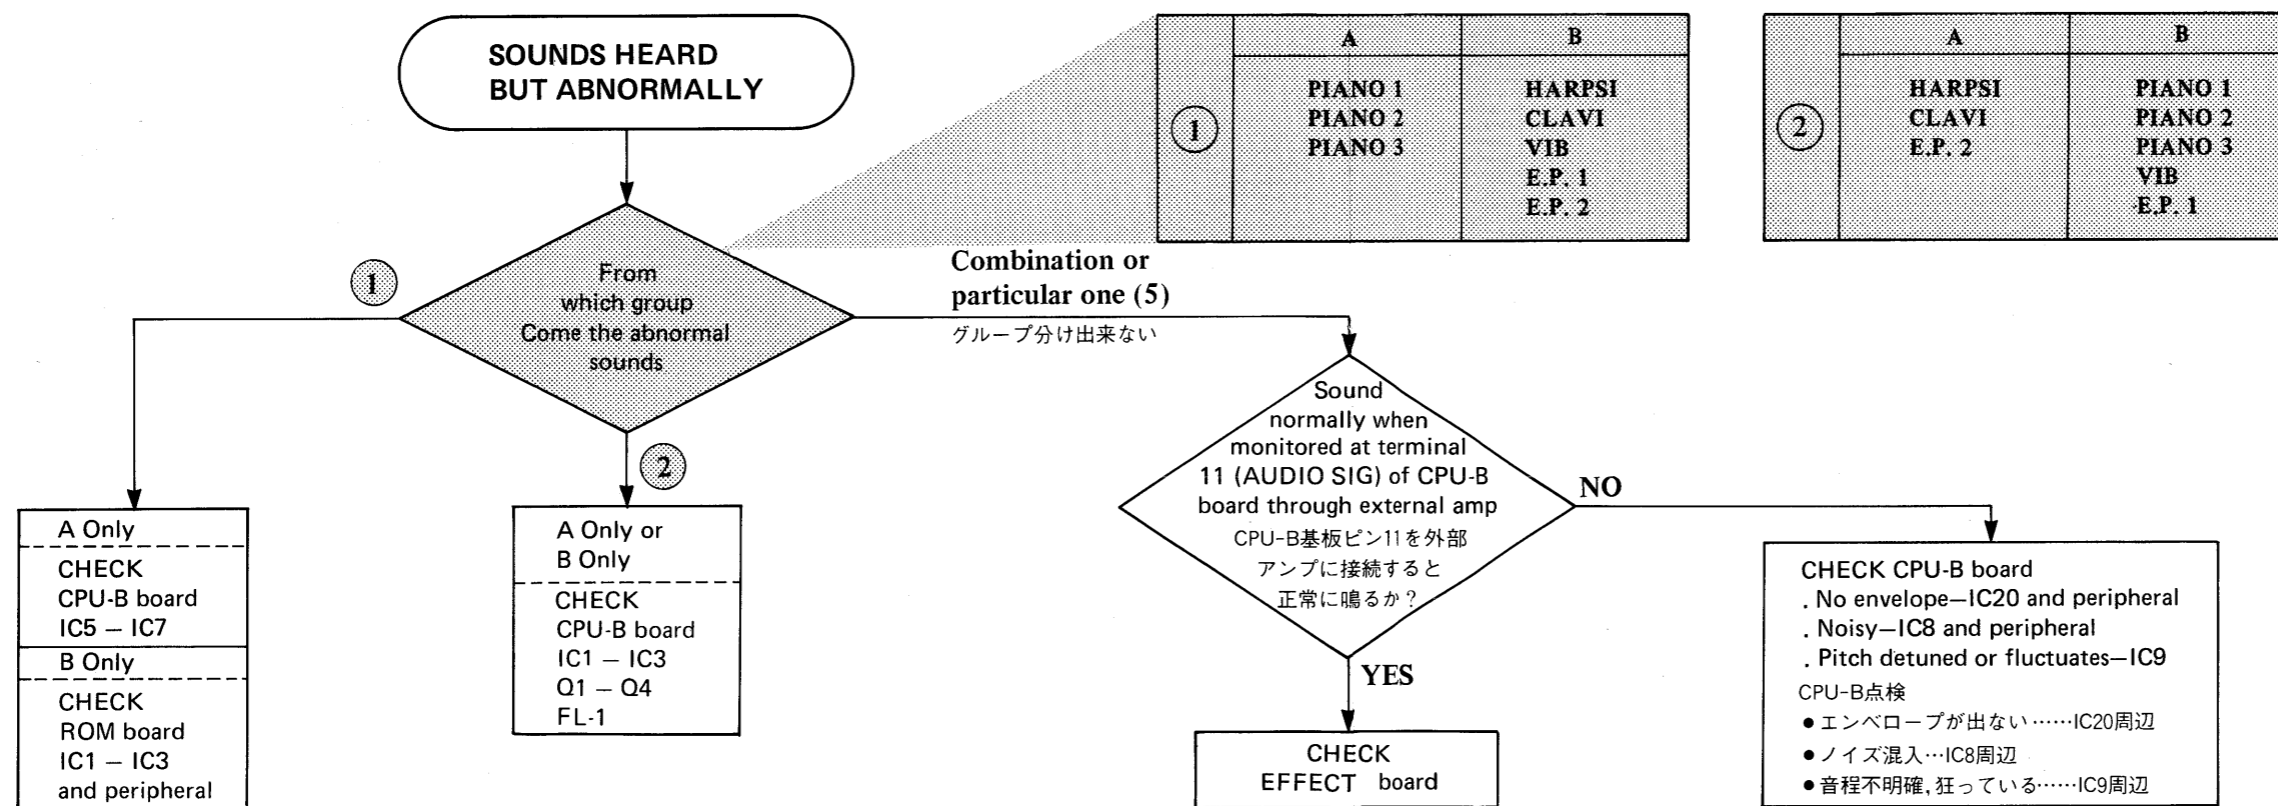 SOUNDS HEARD
BUT ABNORMALLY
A B
① PIANO 1 HARPSI
PIANO 2 CLAVI
PIANO 3 VIB
E.P. 1
E.P. 2
A B
② HARPSI PIANO 1
CLAVI PIANO 2
E.P. 2 PIANO 3
VIB
E.P. 1
From
which group
Come the abnormal
sounds
①
Combination or
particular one (5)
グループ分け出来ない
②
A Only
CHECK
CPU-B board
IC5 – IC7
B Only
CHECK
ROM board
IC1 – IC3
and peripheral
A Only or
B Only
CHECK
CPU-B board
IC1 – IC3
Q1 – Q4
FL-1
Sound
normally when
monitored at terminal
11 (AUDIO SIG) of CPU-B
board through external amp
CPU-B基板ピン11を外部
アンプに接続すると
正常に鳴るか?
YES
CHECK
EFFECT board
NO
CHECK CPU-B board
. No envelope—IC20 and peripheral
. Noisy—IC8 and peripheral
. Pitch detuned or fluctuates—IC9
CPU-B点検
●エンベロープが出ない……IC20周辺
●ノイズ混入…IC8周辺
●音程不明確,狂っている……IC9周辺